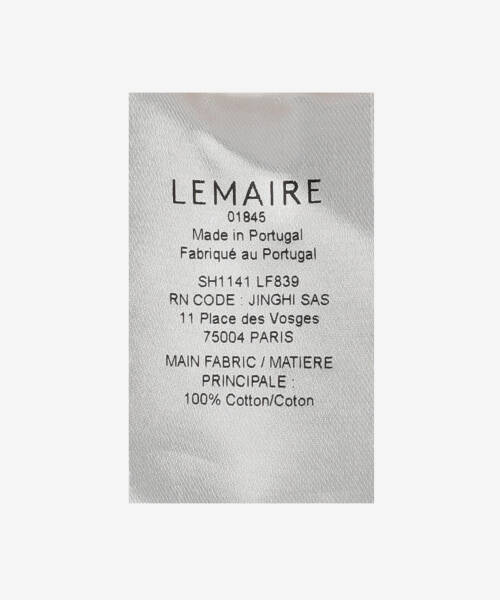 LEMAIRE
01845
Made in Portugal
Fabriqué au Portugal
SH1141 LF839
RN CODE : JINGHI SAS
11 Place des Vosges
75004 PARIS
MAIN FABRIC / MATIERE
PRINCIPALE :
100% Cotton/Coton